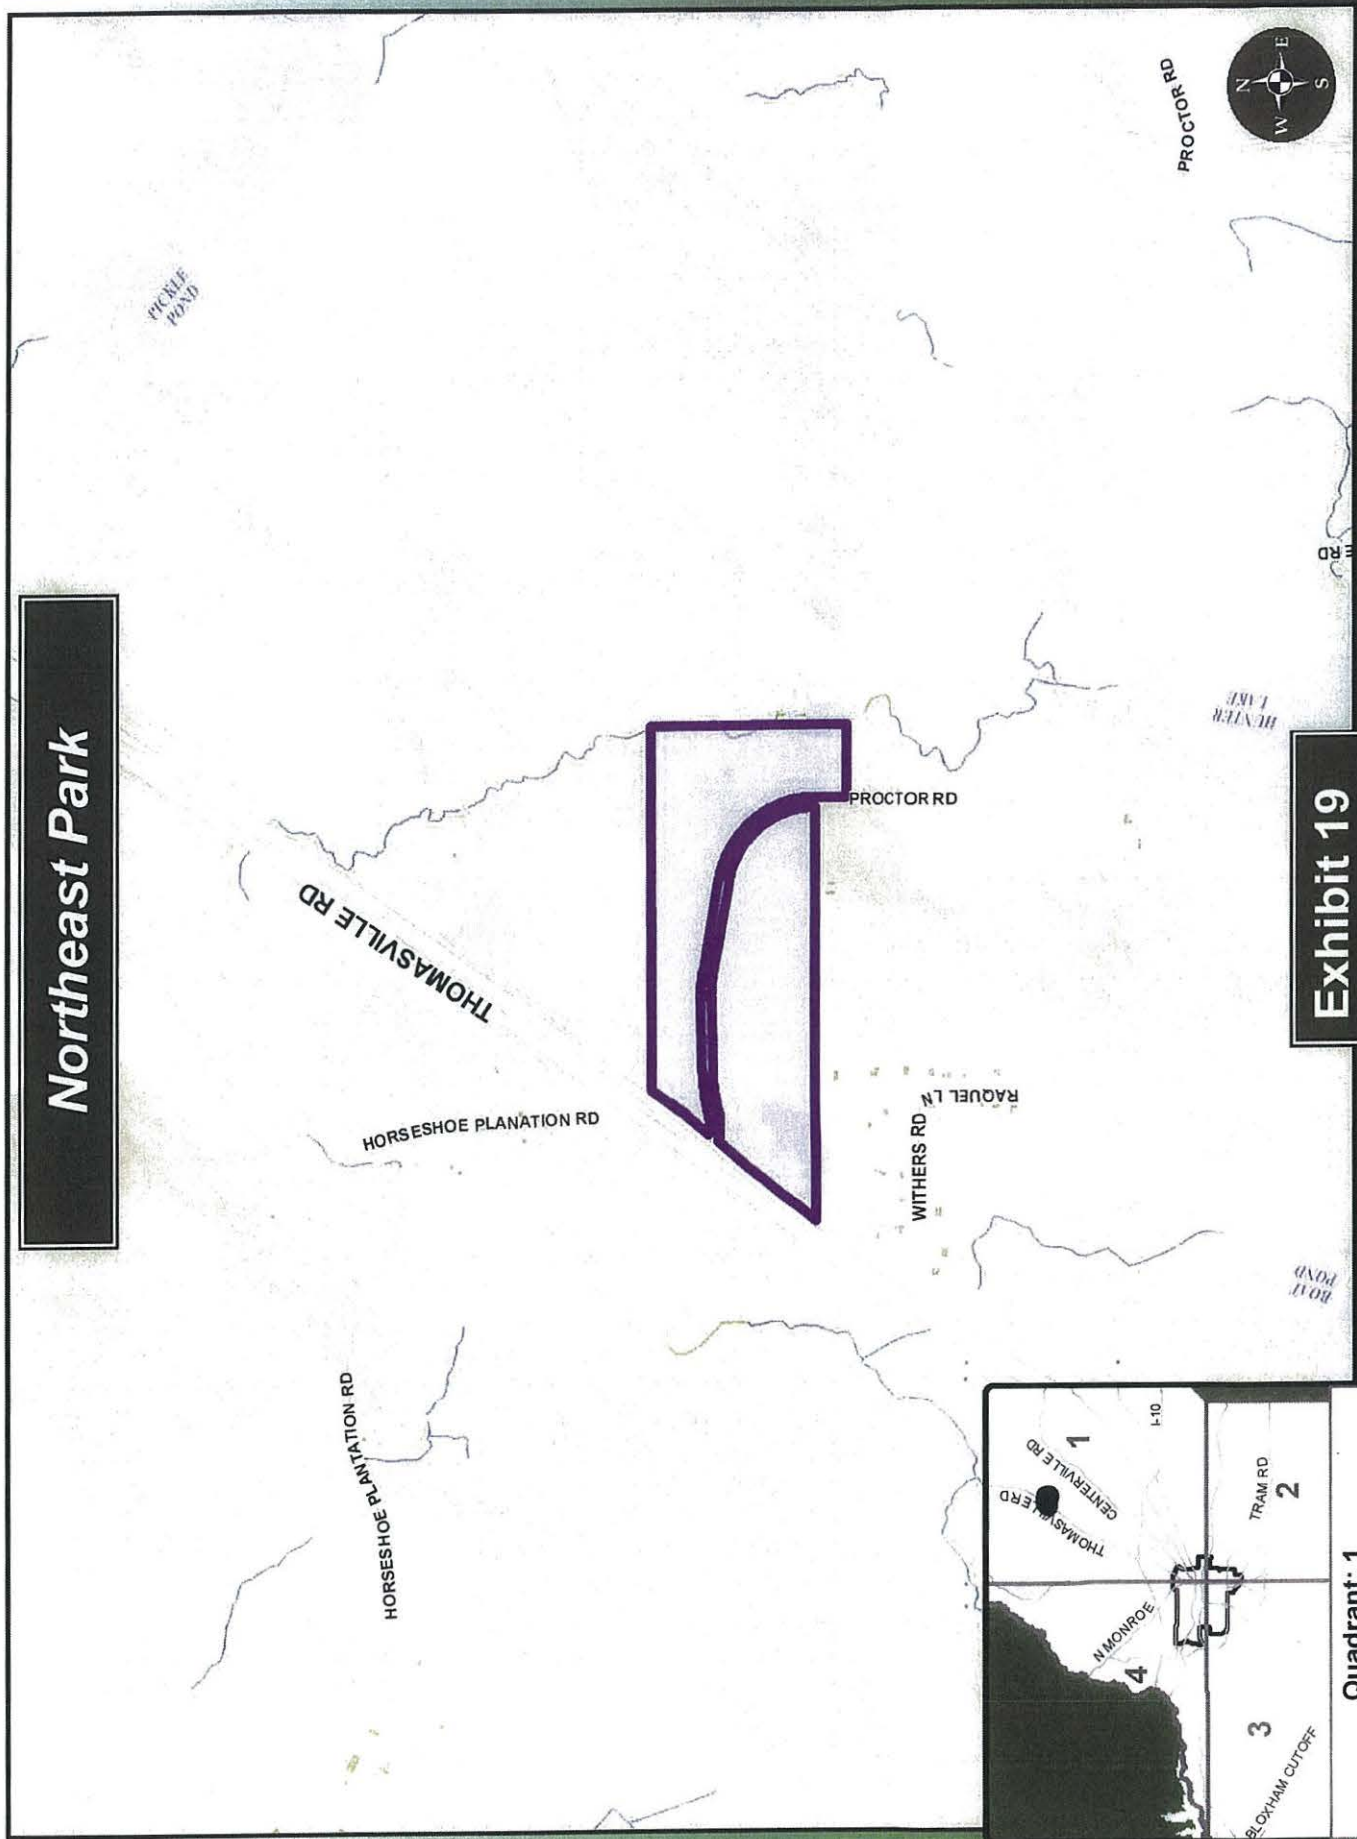 Northeast Park
PICKLE
POND
PROCTOR RD
N
W
E
S
THOMASVILLE RD
HORSESHOE PLANATION RD
PROCTOR RD
HORSESHOE PLANTATION RD
WITHERS RD
RAQUEL LN
HUNTER
LAKE
E RD
BOAT
POND
Exhibit 19
THOMASVILLE RD
CENTERVILLE RD
1
I-10
N MONROE
4
TRAM RD
2
3
BLOXHAM CUTOFF
Quadrant: 1